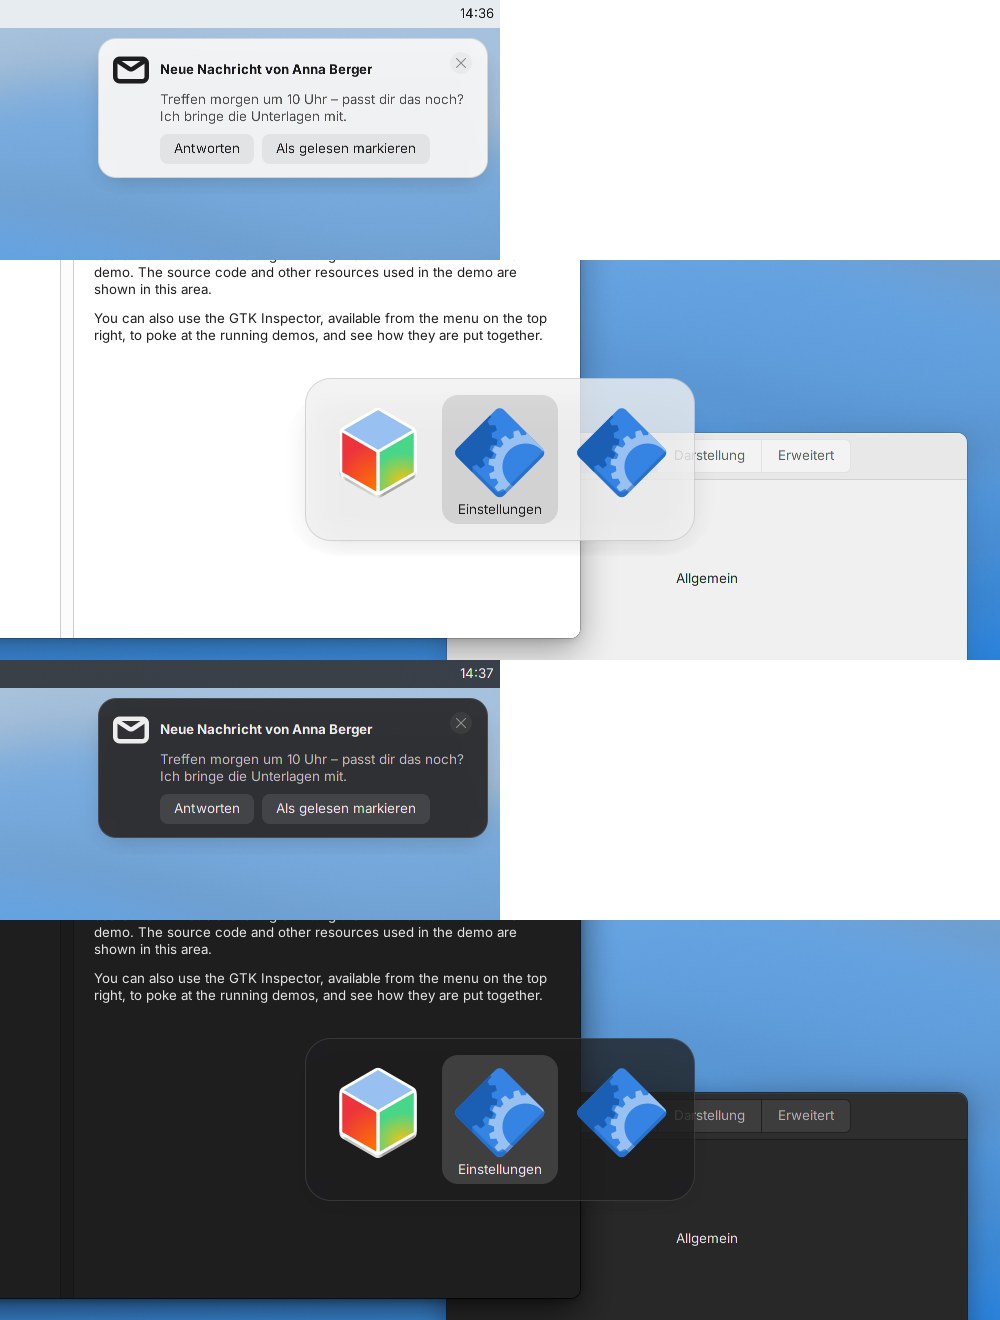 14:36
Neue Nachricht von Anna Berger
Treffen morgen um 10 Uhr – passt dir das noch?
Ich bringe die Unterlagen mit.
Antworten
Als gelesen markieren
demo. The source code and other resources used in the demo are
shown in this area.
You can also use the GTK Inspector, available from the menu on the top
right, to poke at the running demos, and see how they are put together.
Darstellung
Erweitert
Einstellungen
Allgemein
14:37
Neue Nachricht von Anna Berger
Treffen morgen um 10 Uhr – passt dir das noch?
Ich bringe die Unterlagen mit.
Antworten
Als gelesen markieren
demo. The source code and other resources used in the demo are
shown in this area.
You can also use the GTK Inspector, available from the menu on the top
right, to poke at the running demos, and see how they are put together.
Darstellung
Erweitert
Einstellungen
Allgemein